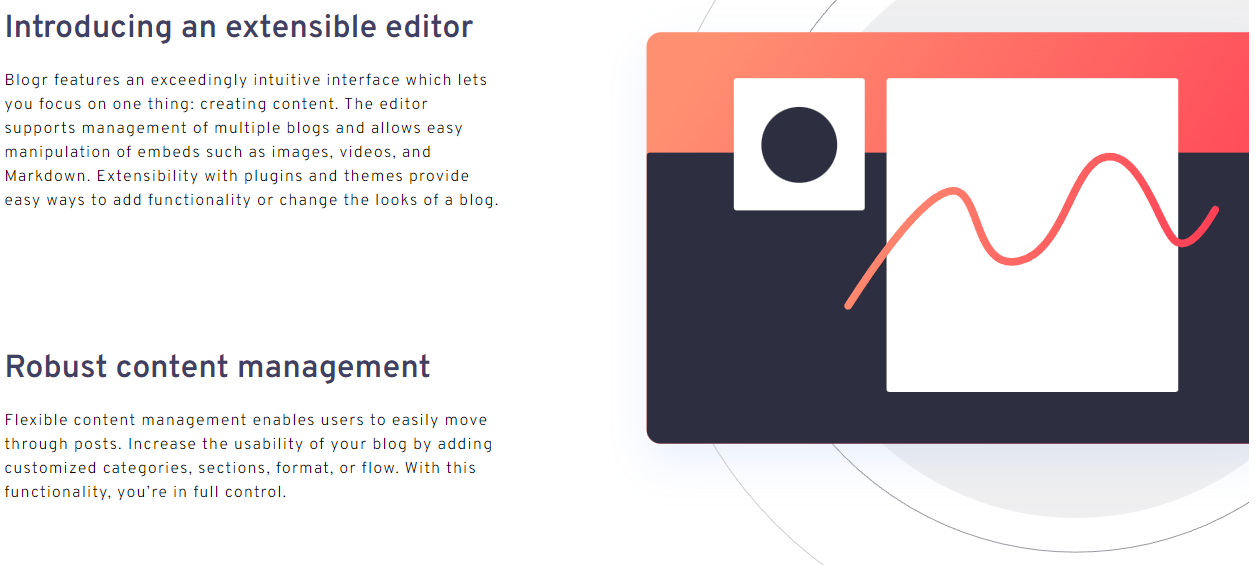 Introducing an extensible editor
Blogr features an exceedingly intuitive interface which lets
you focus on one thing: creating content. The editor
supports management of multiple blogs and allows easy
manipulation of embeds such as images, videos, and
Markdown. Extensibility with plugins and themes provide
easy ways to add functionality or change the looks of a blog.
Robust content management
Flexible content management enables users to easily move
through posts. Increase the usability of your blog by adding
customized categories, sections, format, or flow. With this
functionality, you’re in full control.